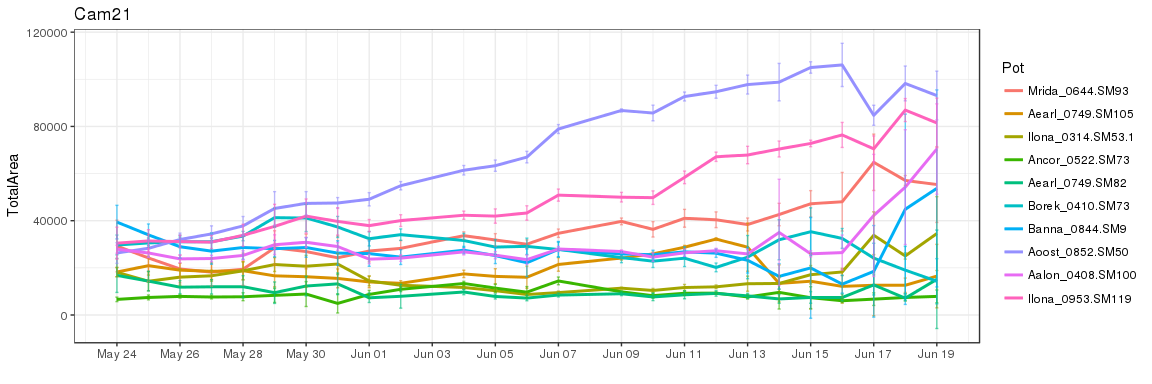 Cam21
TotalArea
120000
80000
40000
0
May 24 May 26 May 28 May 30 Jun 01 Jun 03 Jun 05 Jun 07 Jun 09 Jun 11 Jun 13 Jun 15 Jun 17 Jun 19
Pot
Mrida_0644.SM93
Aearl_0749.SM105
Ilona_0314.SM53.1
Ancor_0522.SM73
Aearl_0749.SM82
Borek_0410.SM73
Banna_0844.SM9
Aoost_0852.SM50
Aalon_0408.SM100
Ilona_0953.SM119